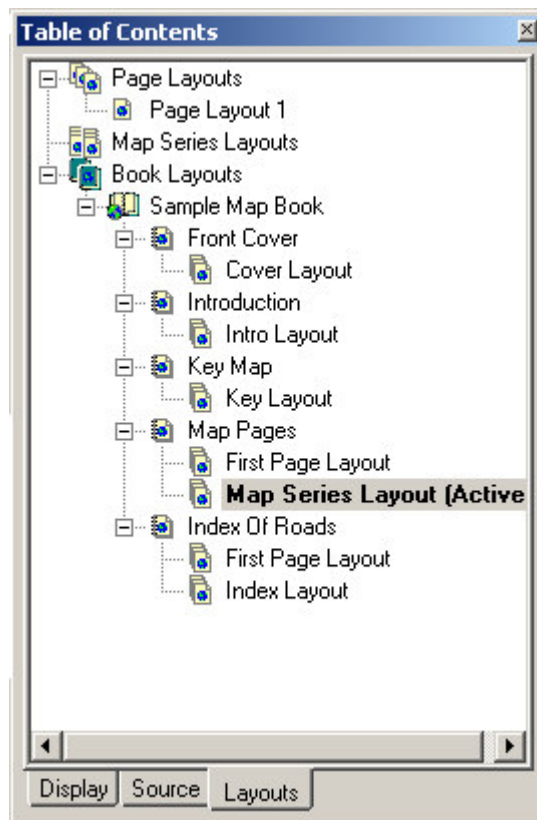 Table of Contents
Page Layouts
Page Layout 1
Map Series Layouts
Book Layouts
Sample Map Book
Front Cover
Cover Layout
Introduction
Intro Layout
Key Map
Key Layout
Map Pages
First Page Layout
Map Series Layout (Active
Index Of Roads
First Page Layout
Index Layout
Display Source Layouts